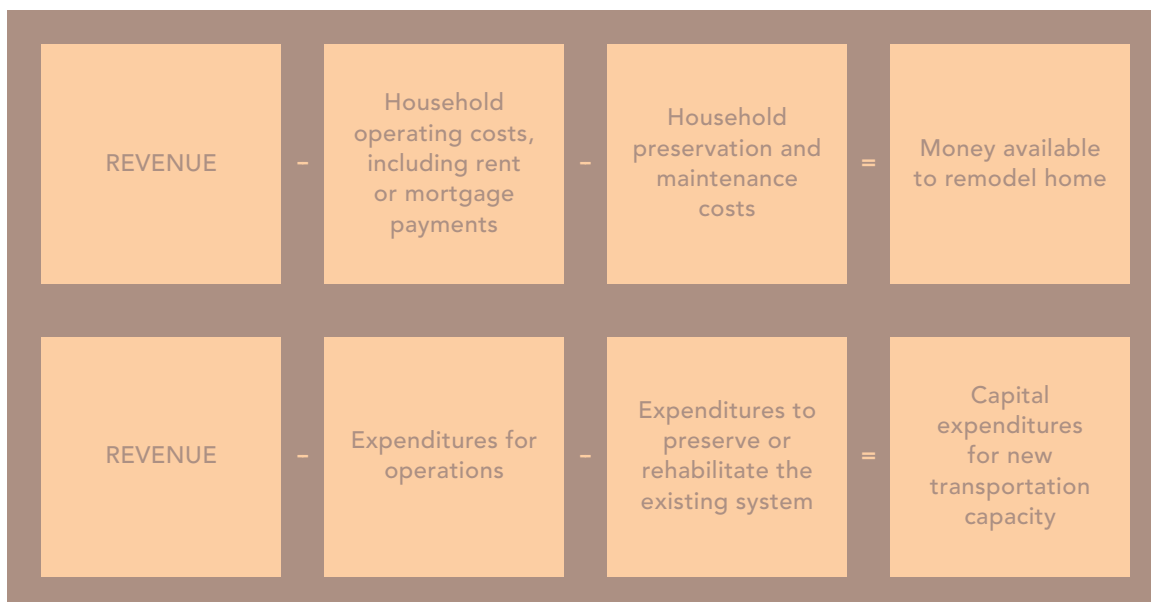 REVENUE
–
Household
operating costs,
including rent
or mortgage
payments
–
Household
preservation and
maintenance
costs
=
Money available
to remodel home
REVENUE
–
Expenditures for
operations
–
Expenditures to
preserve or
rehabilitate the
existing system
=
Capital
expenditures
for new
transportation
capacity